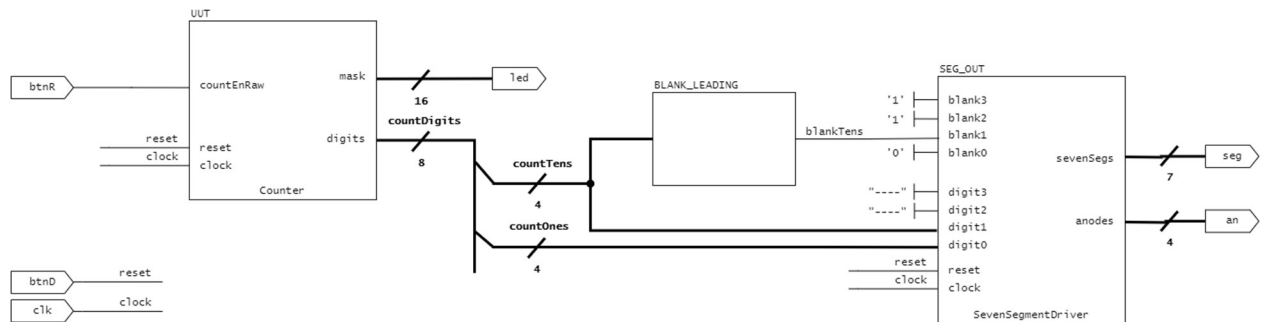 UUT
btnR
countEnRaw
mask
16
led
countDigits
digits
8
reset
reset
clock
clock
Counter
btnD
reset
clk
clock
countTens
4
countOnes
4
BLANK_LEADING
blankTens
SEG_OUT
'1'
blank3
'1'
blank2
blank1
'0'
blank0
sevenSegs
7
seg
"----"
digit3
"----"
digit2
anodes
4
an
digit1
digit0
reset
reset
clock
clock
SevenSegmentDriver